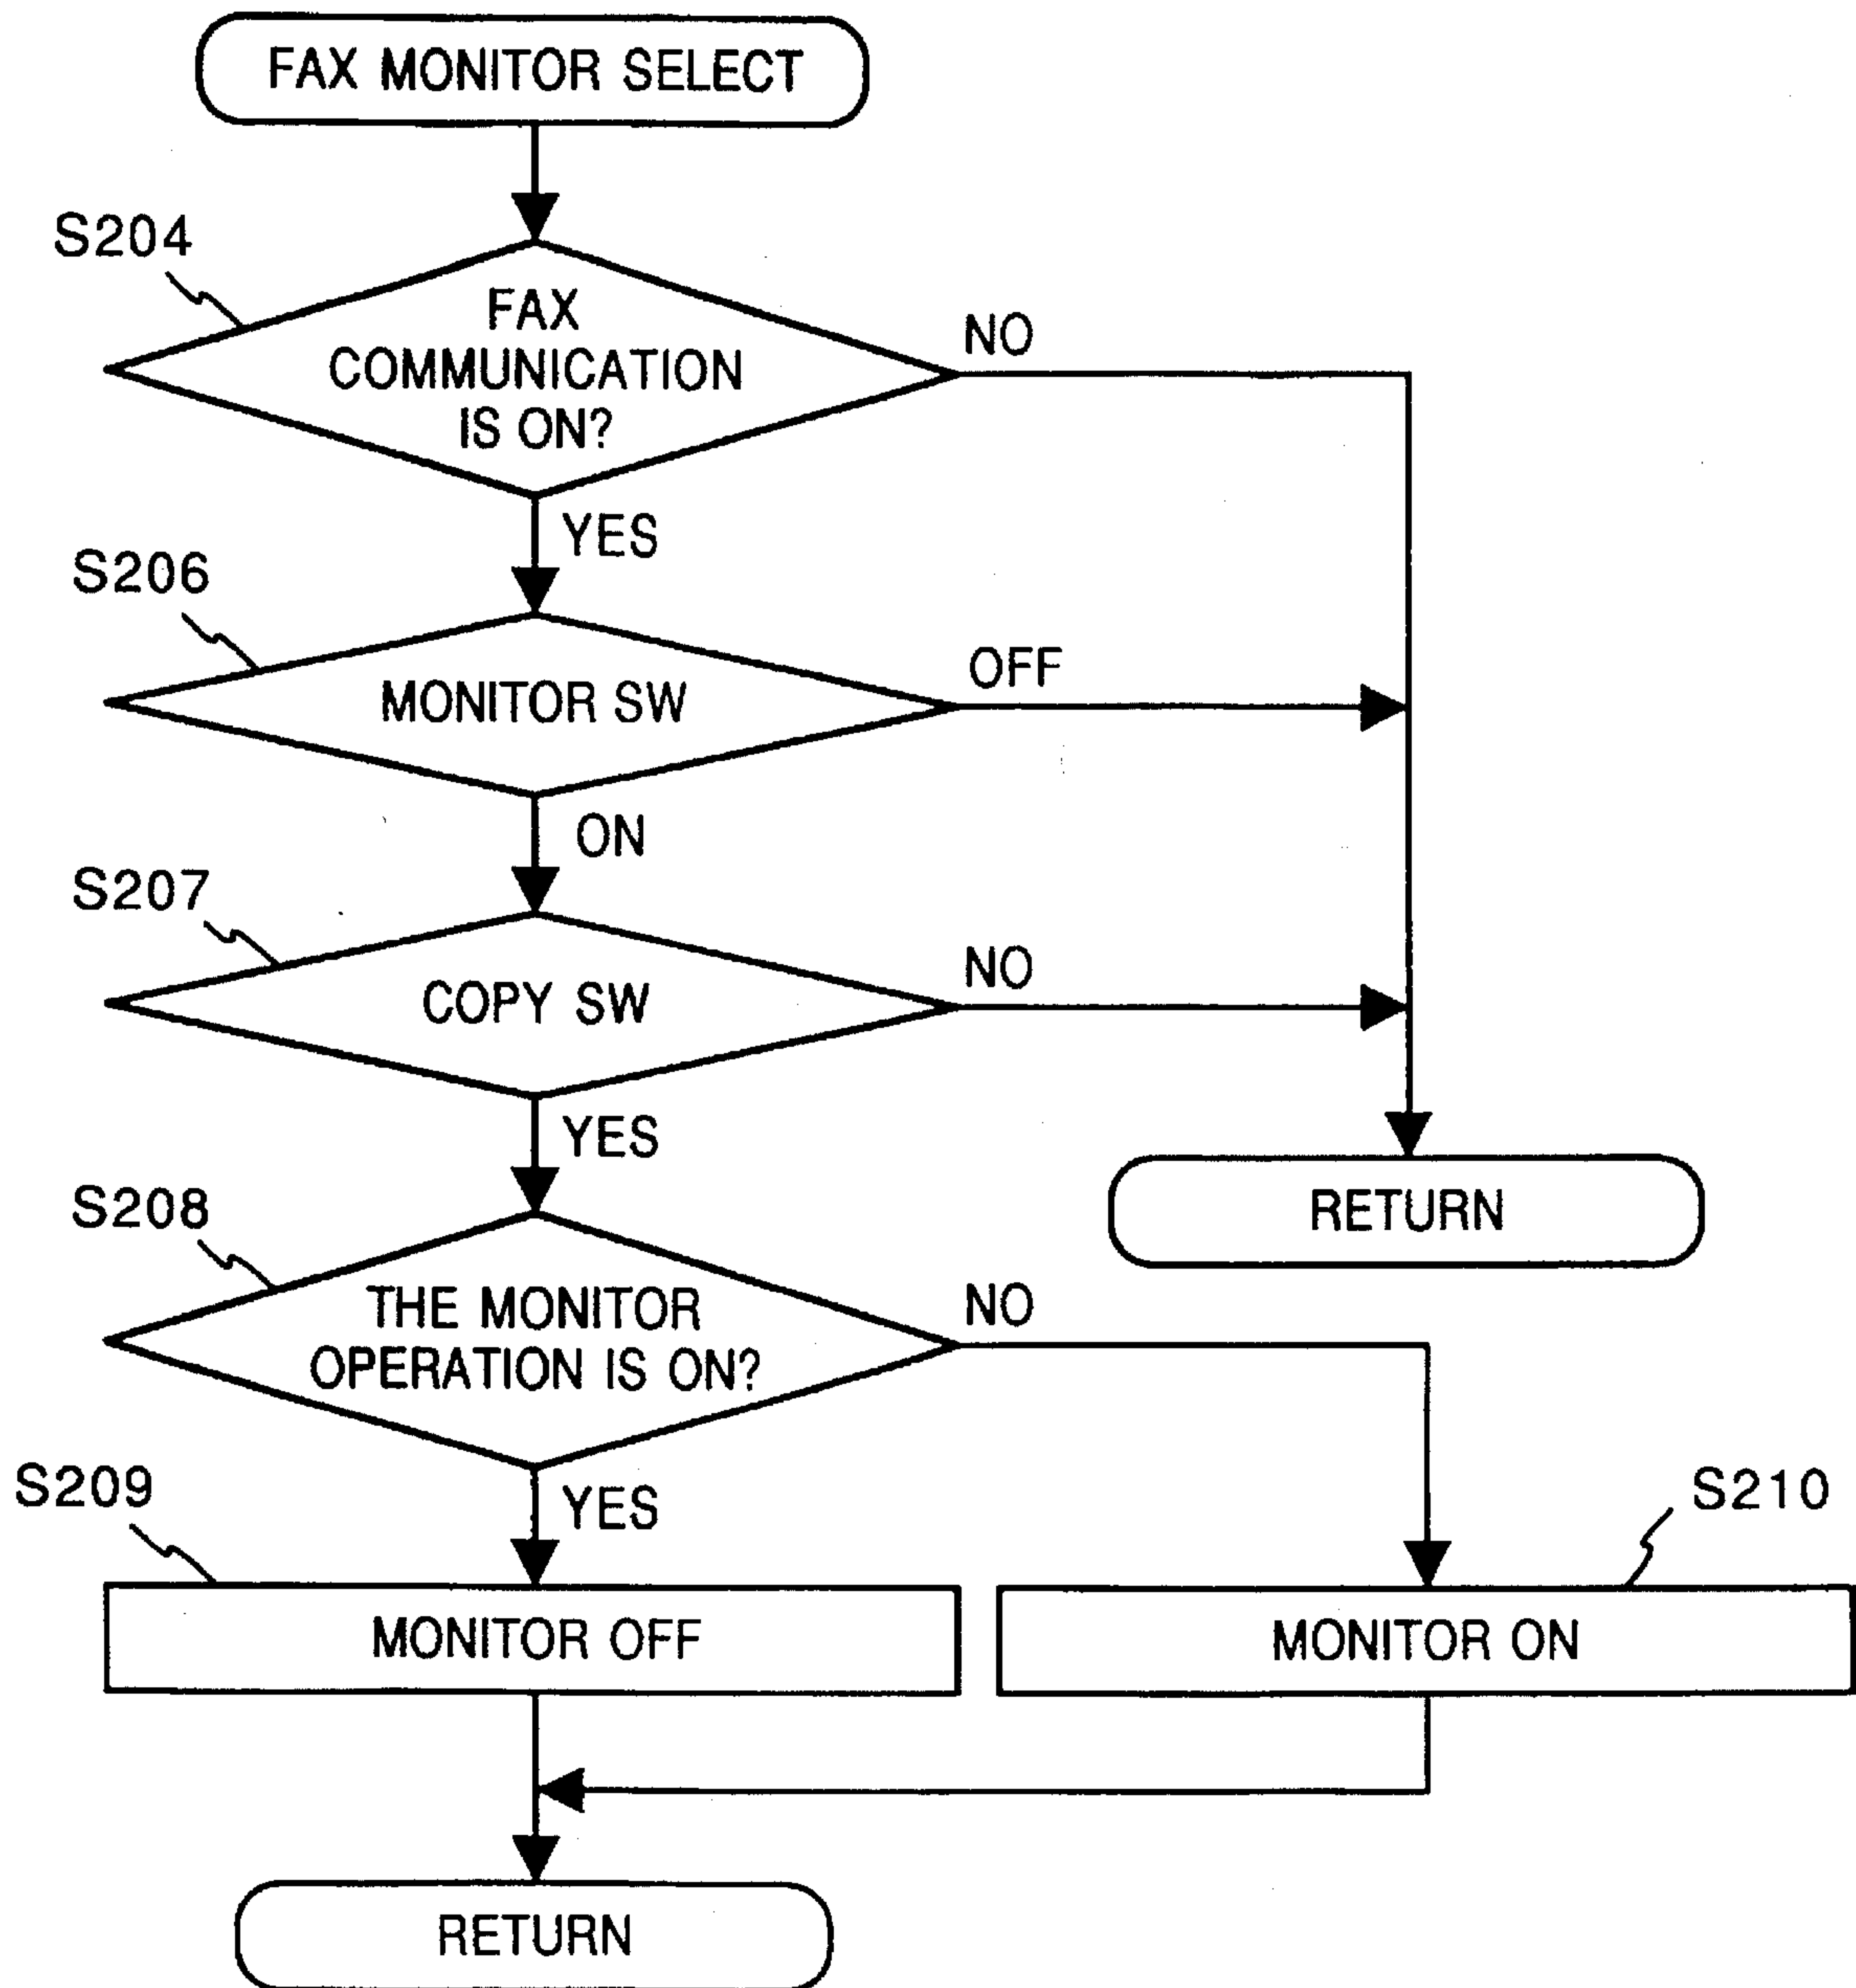 FAX MONITOR SELECT
S204
FAX
COMMUNICATION
IS ON?
NO
YES
S206
MONITOR SW
OFF
ON
S207
COPY SW
NO
YES
RETURN
S208
THE MONITOR
OPERATION IS ON?
NO
YES
S209
S210
MONITOR OFF
MONITOR ON
RETURN